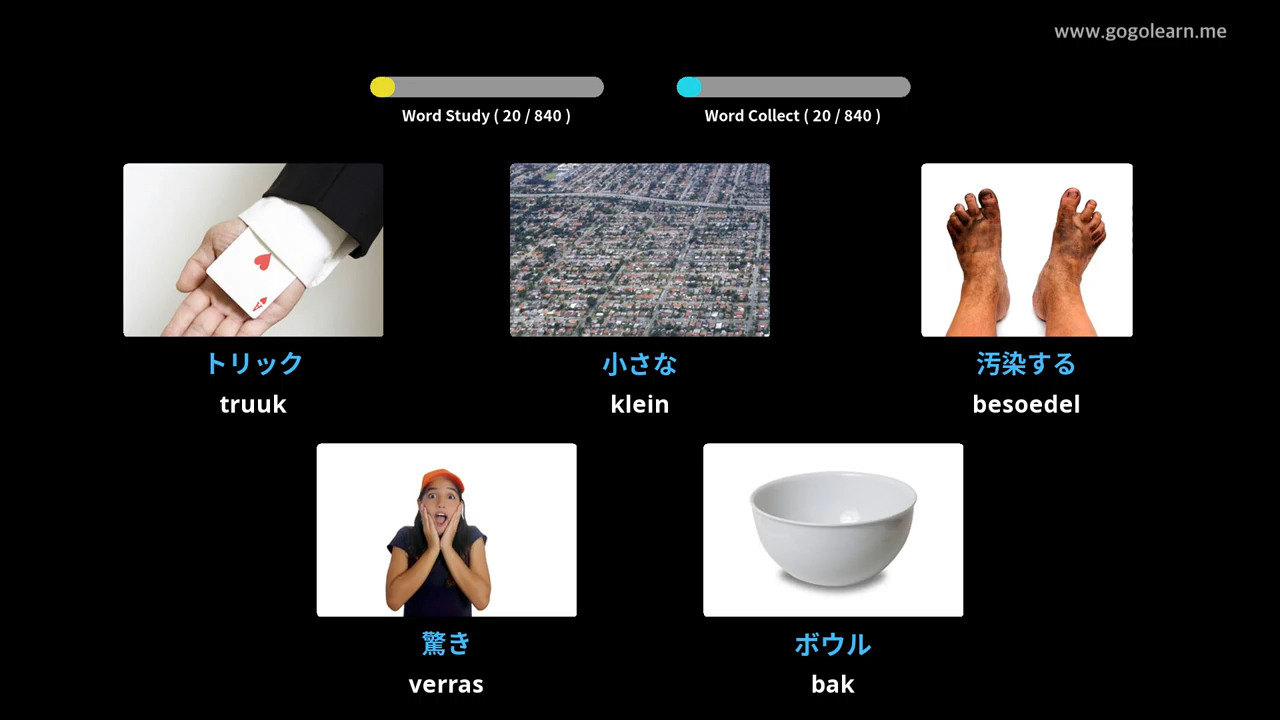 www.gogolearn.me
Word Study ( 20 / 840 )
Word Collect ( 20 / 840 )
トリック
truuk
小さな
klein
汚染する
besoedel
驚き
verras
ボウル
bak